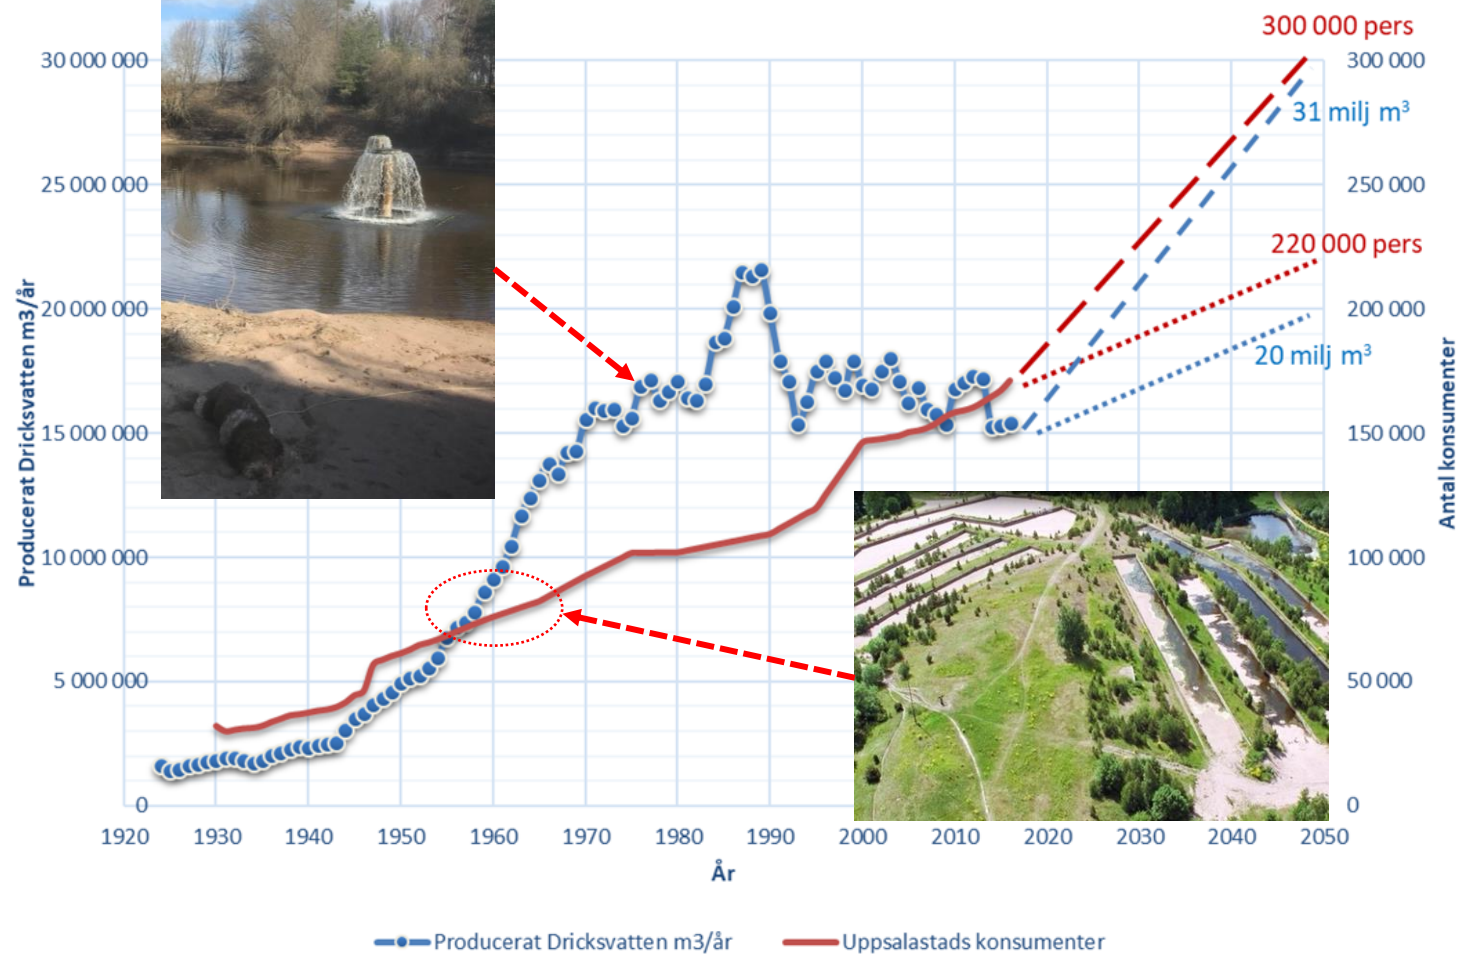 300 000 pers
30 000 000
300 000
31 milj m³
25 000 000
250 000
220 000 pers
20 000 000
200 000
20 milj m³
15 000 000
150 000
10 000 000
100 000
5 000 000
50 000
0
0
Producerat Dricksvatten m3/år
Antal konsumenter
1920 1930 1940 1950 1960 1970 1980 1990 2000 2010 2020 2030 2040 2050
År
Producerat Dricksvatten m3/år
Uppsalastads konsumenter